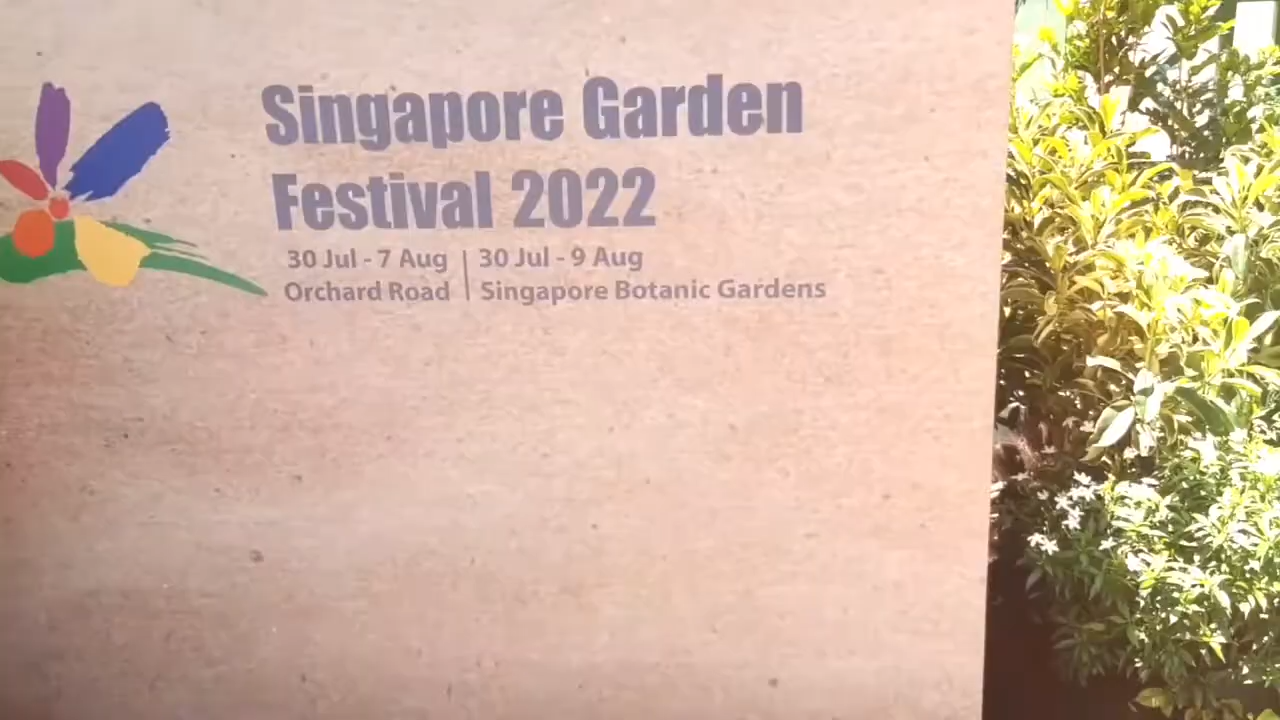 Singapore Garden
Festival 2022
30 Jul - 7 Aug | 30 Jul - 9 Aug
Orchard Road | Singapore Botanic Gardens